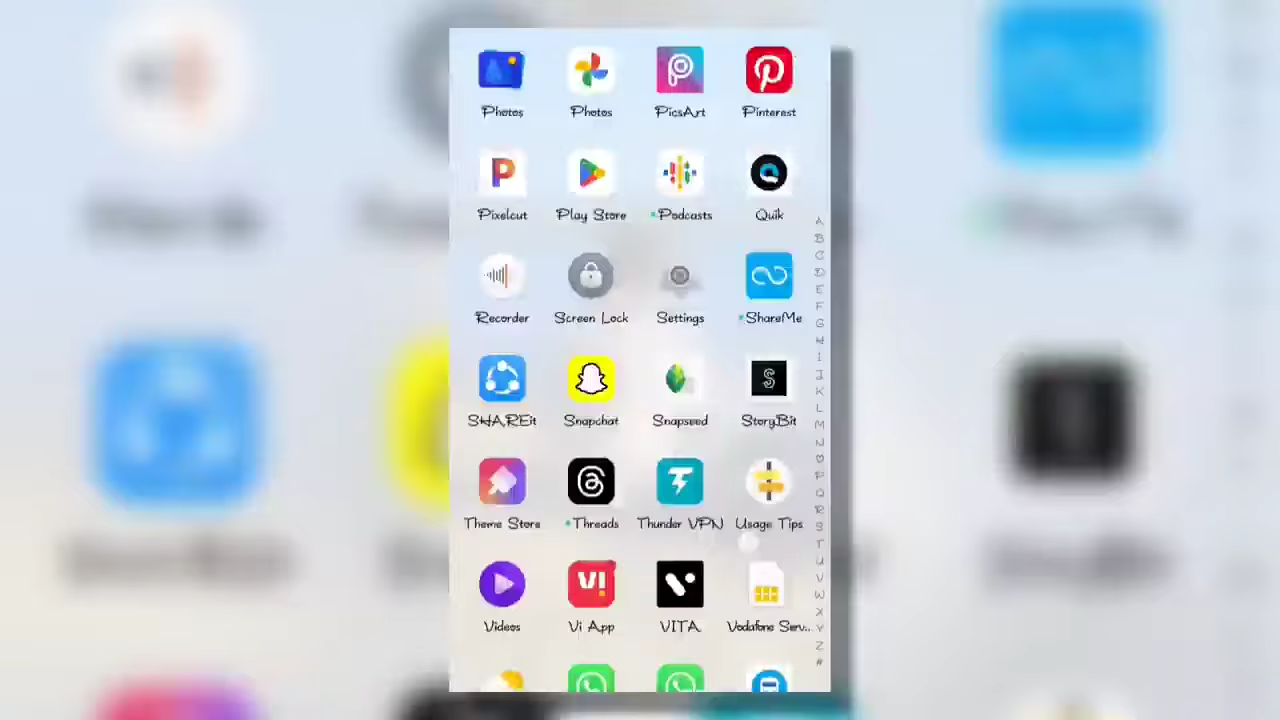 Photos Photos PicsArt Pinterest
Pixelcut Play Store Podcasts Quik
Recorder Screen Lock Settings ShareMe
SHAREit Snapchat Snapseed StoryBit
Theme Store Threads Thunder VPN Usage Tips
Videos Vi App VITA Vodafone Serv...
A
B
C
D
E
F
G
H
I
J
K
L
M
N
O
P
Q
R
S
T
U
V
W
X
Y
Z
#